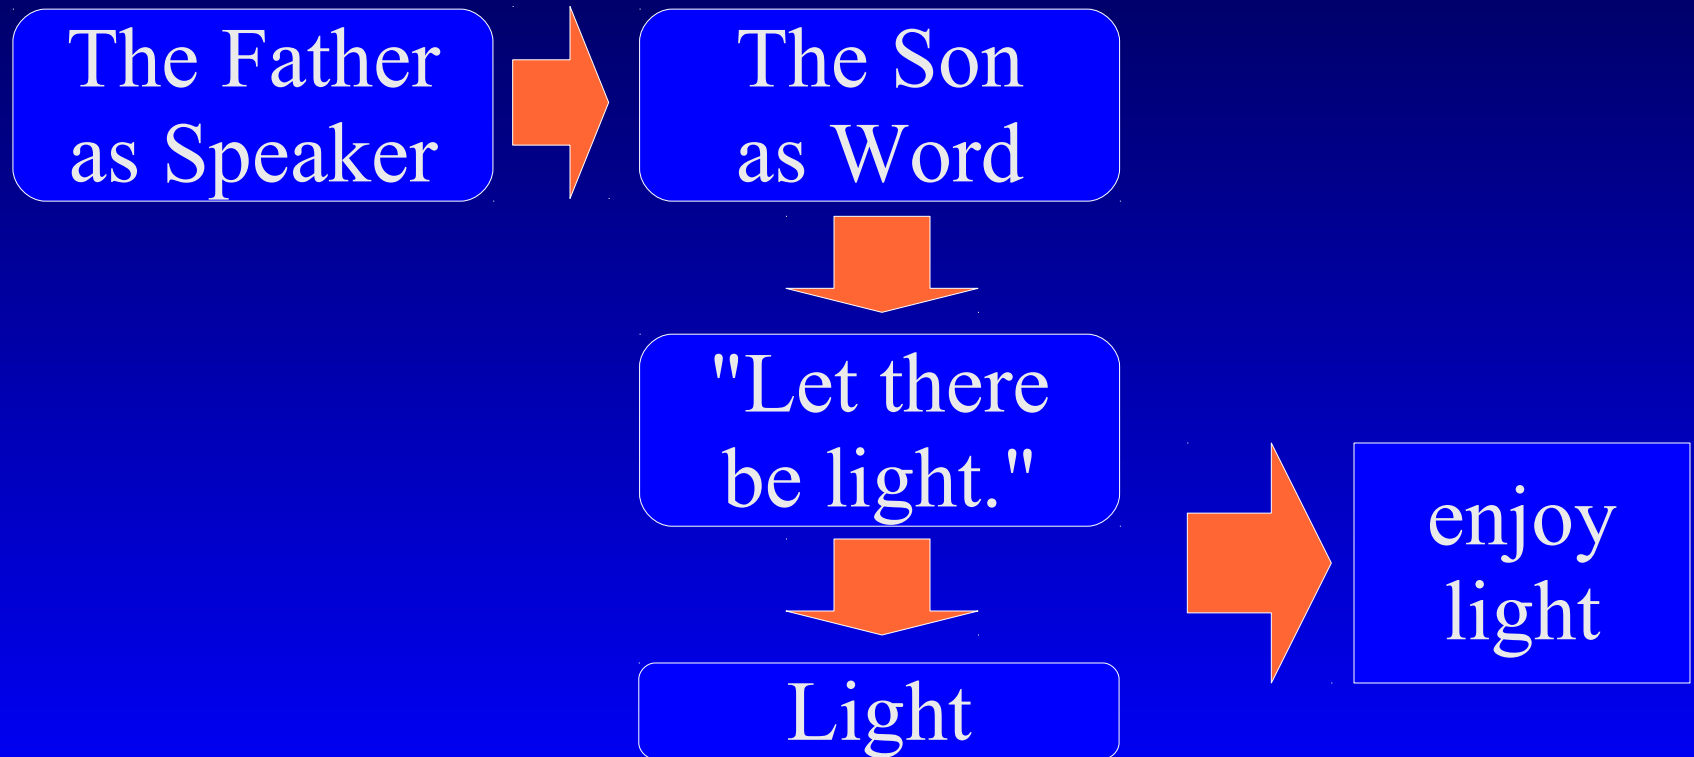 The Father
as Speaker
The Son
as Word
"Let there
be light."
enjoy
light
Light